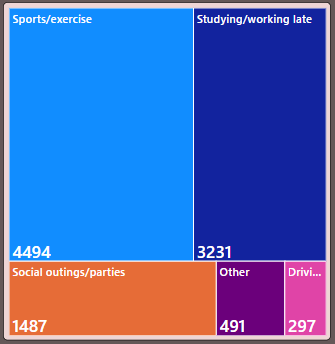 Sports/exercise
Studying/working late
4494
3231
Social outings/parties
Other
Drivi...
1487
491
297